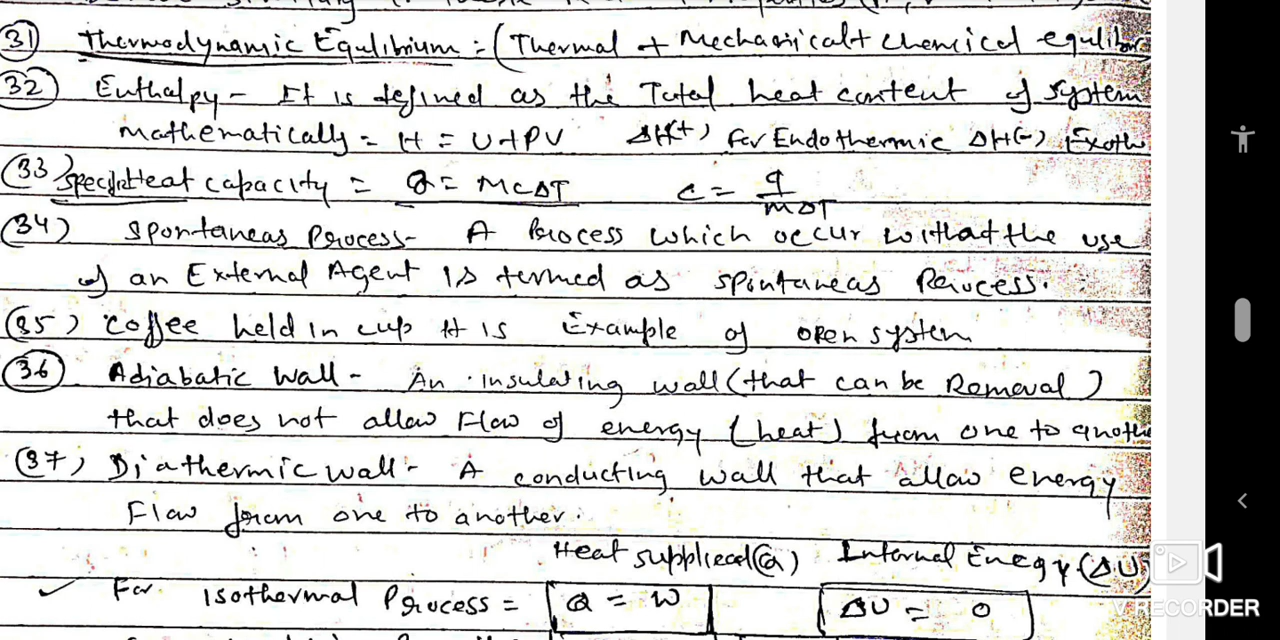 (31) Thermodynamic Equlibrium = (Thermal + Mechanical + chemical equlibr
(32) Enthalpy - It is defined as the Total heat content of system
mathematically = H = U + PV ΔH(+) For Endothermic ΔH(-) Exoth
(33) Specific Heat capacity = Q = MCΔT c = q/mΔT
(34) Spontaneas Process - A Process which occur without the use
of an External Agent is termed as spintaneas Process.
(35) Coffee held in cup It is Example of open system
(36) Adiabatic Wall - An insulating wall (that can be Removal)
that does not allow Flow of energy (heat) from one to anothe
(37) Diathermic wall - A conducting wall that allow energy
Flow from one to another.
Heat supplied (Q) Internal Energy (ΔU)
✓ For Isothermal Process = Q = W ΔU = 0
V RECORDER